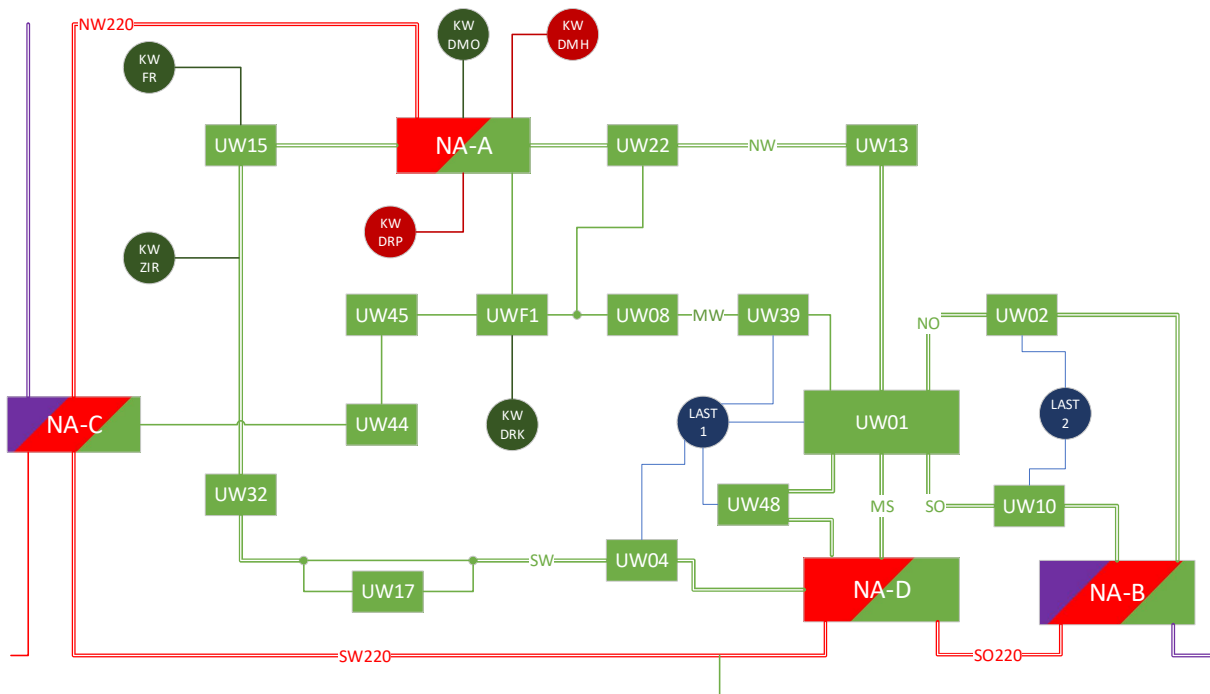 NW220
KW
DMO
KW
DMH
KW
FR
UW15
NA-A
UW22
NW
UW13
KW
DRP
KW
ZIR
UW45
UWF1
UW08
MW
UW39
NO
UW02
NA-C
UW44
KW
DRK
LAST
1
UW01
LAST
2
UW32
UW48
MS
SO
UW10
SW
UW04
UW17
NA-D
NA-B
SW220
SO220